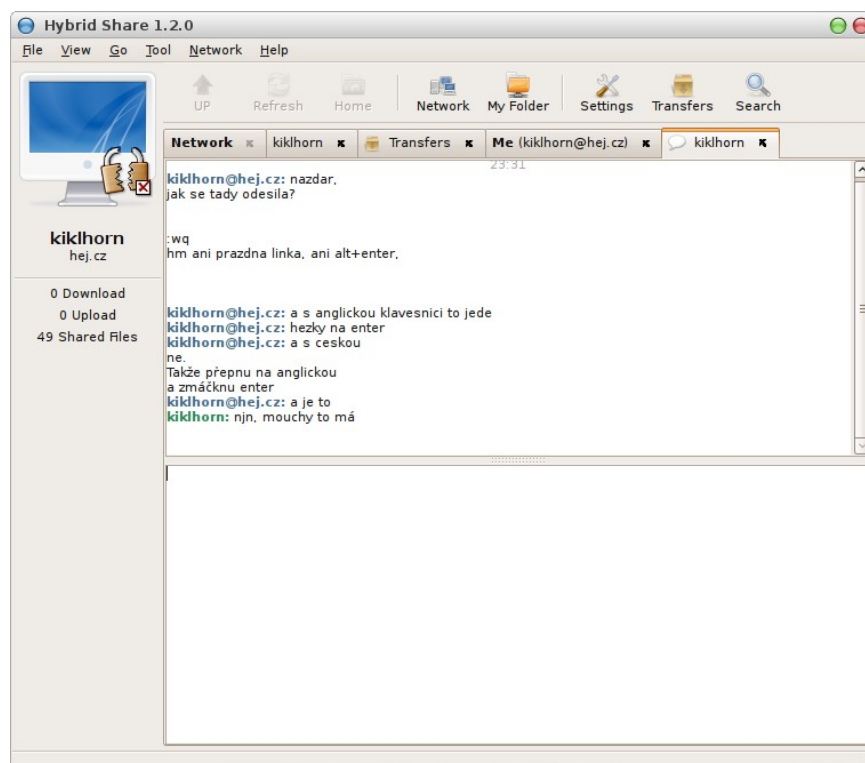 Hybrid Share 1.2.0
File View Go Tool Network Help
UP Refresh Home Network My Folder Settings Transfers Search
Network kiklhorn Transfers Me (kiklhorn@hej.cz) kiklhorn
23:31
kiklhorn@hej.cz: nazdar,
jak se tady odesila?
:wq
hm ani prazdna linka, ani alt+enter,
kiklhorn@hej.cz: a s anglickou klavesnici to jede
kiklhorn@hej.cz: hezky na enter
kiklhorn@hej.cz: a s ceskou
ne.
Takže přepnu na anglickou
a zmáčknu enter
kiklhorn@hej.cz: a je to
kiklhorn: njn, mouchy to má
kiklhorn
hej.cz
0 Download
0 Upload
49 Shared Files